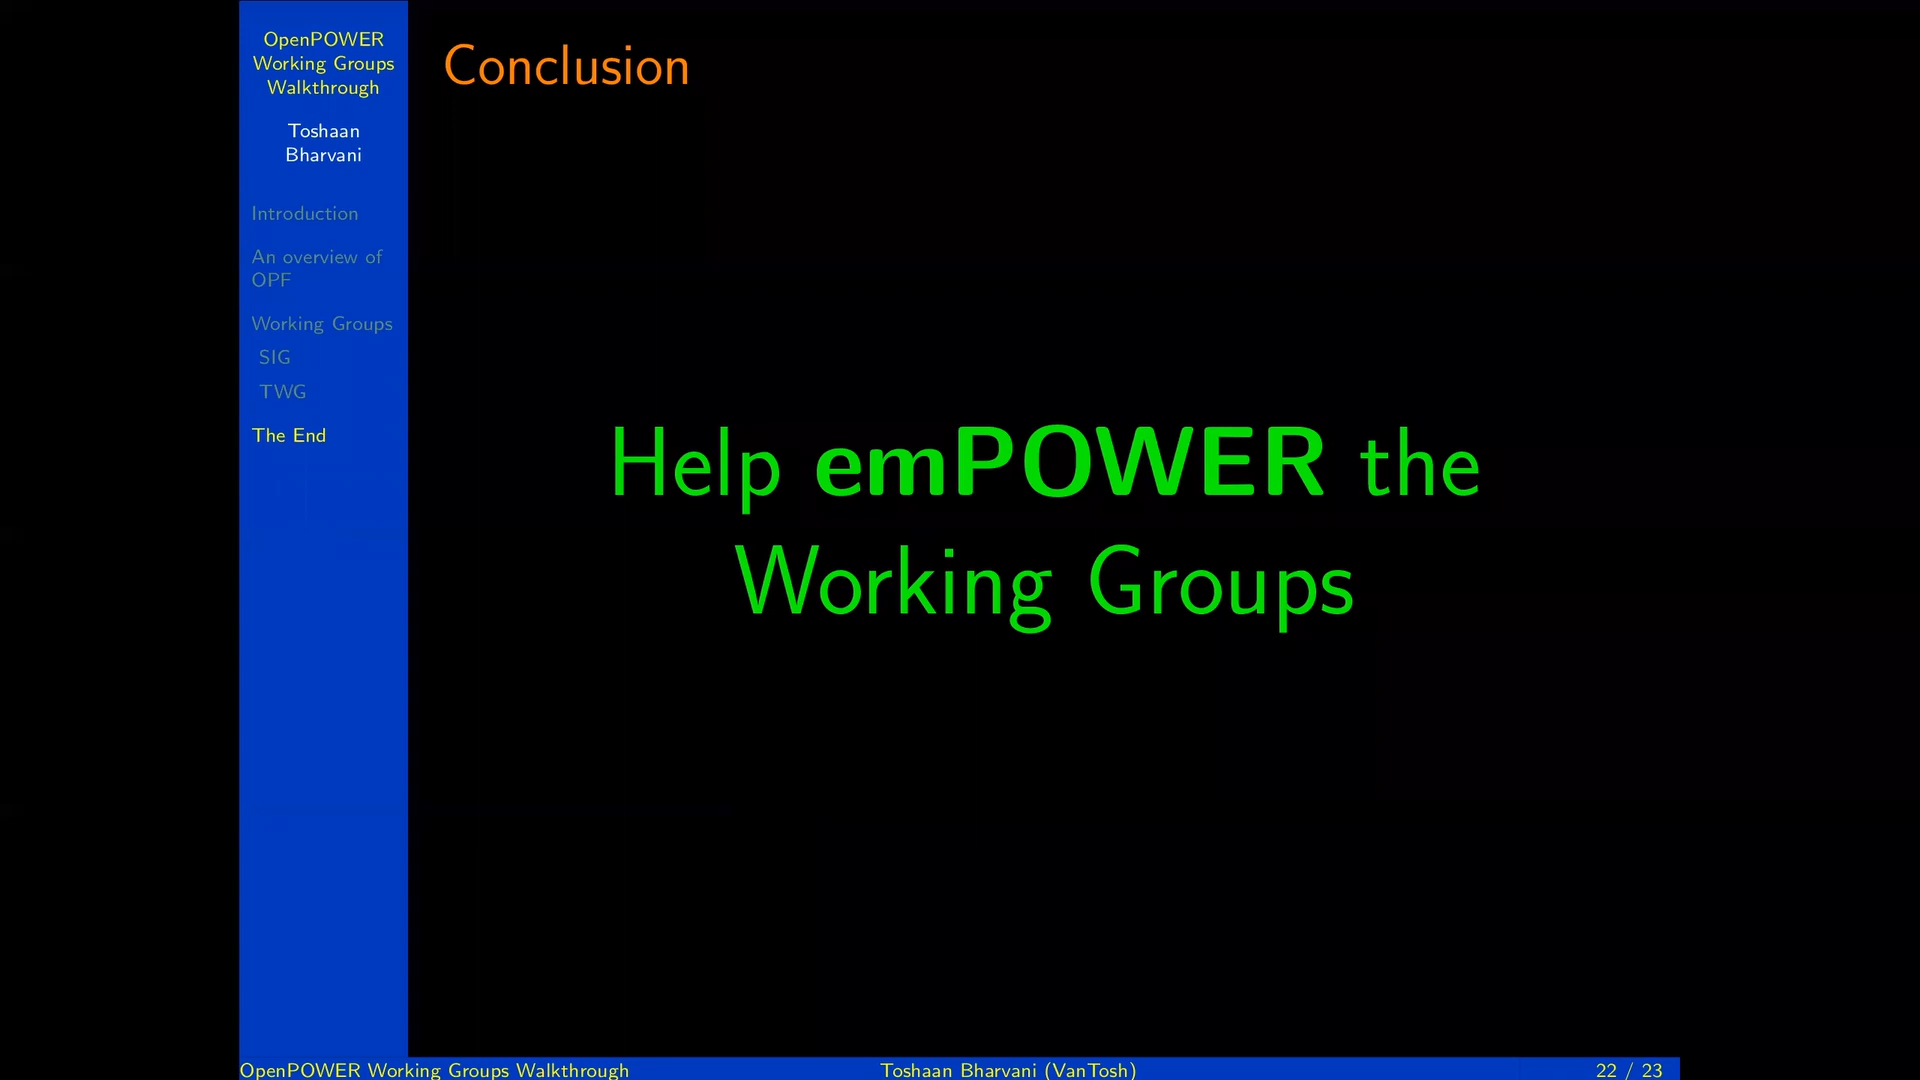 OpenPOWER
Working Groups
Walkthrough
Toshaan
Bharvani
Introduction
An overview of
OPF
Working Groups
SIG
TWG
The End
Conclusion
Help emPOWER the
Working Groups
OpenPOWER Working Groups Walkthrough
Toshaan Bharvani (VanTosh)
22 / 23